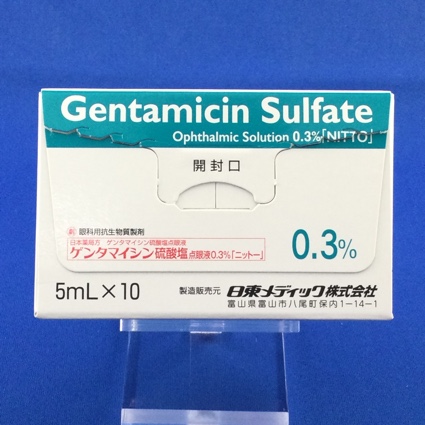 Gentamicin Sulfate
Ophthalmic Solution 0.3%「NITTO」
開封口
劇 眼科用抗生物質製剤
日本薬局方 ゲンタマイシン硫酸塩点眼液
ゲンタマイシン硫酸塩点眼液0.3%「ニットー」
0.3%
5mL×10
製造販売元 日東メディック株式会社
富山県富山市八尾町保内1-14-1